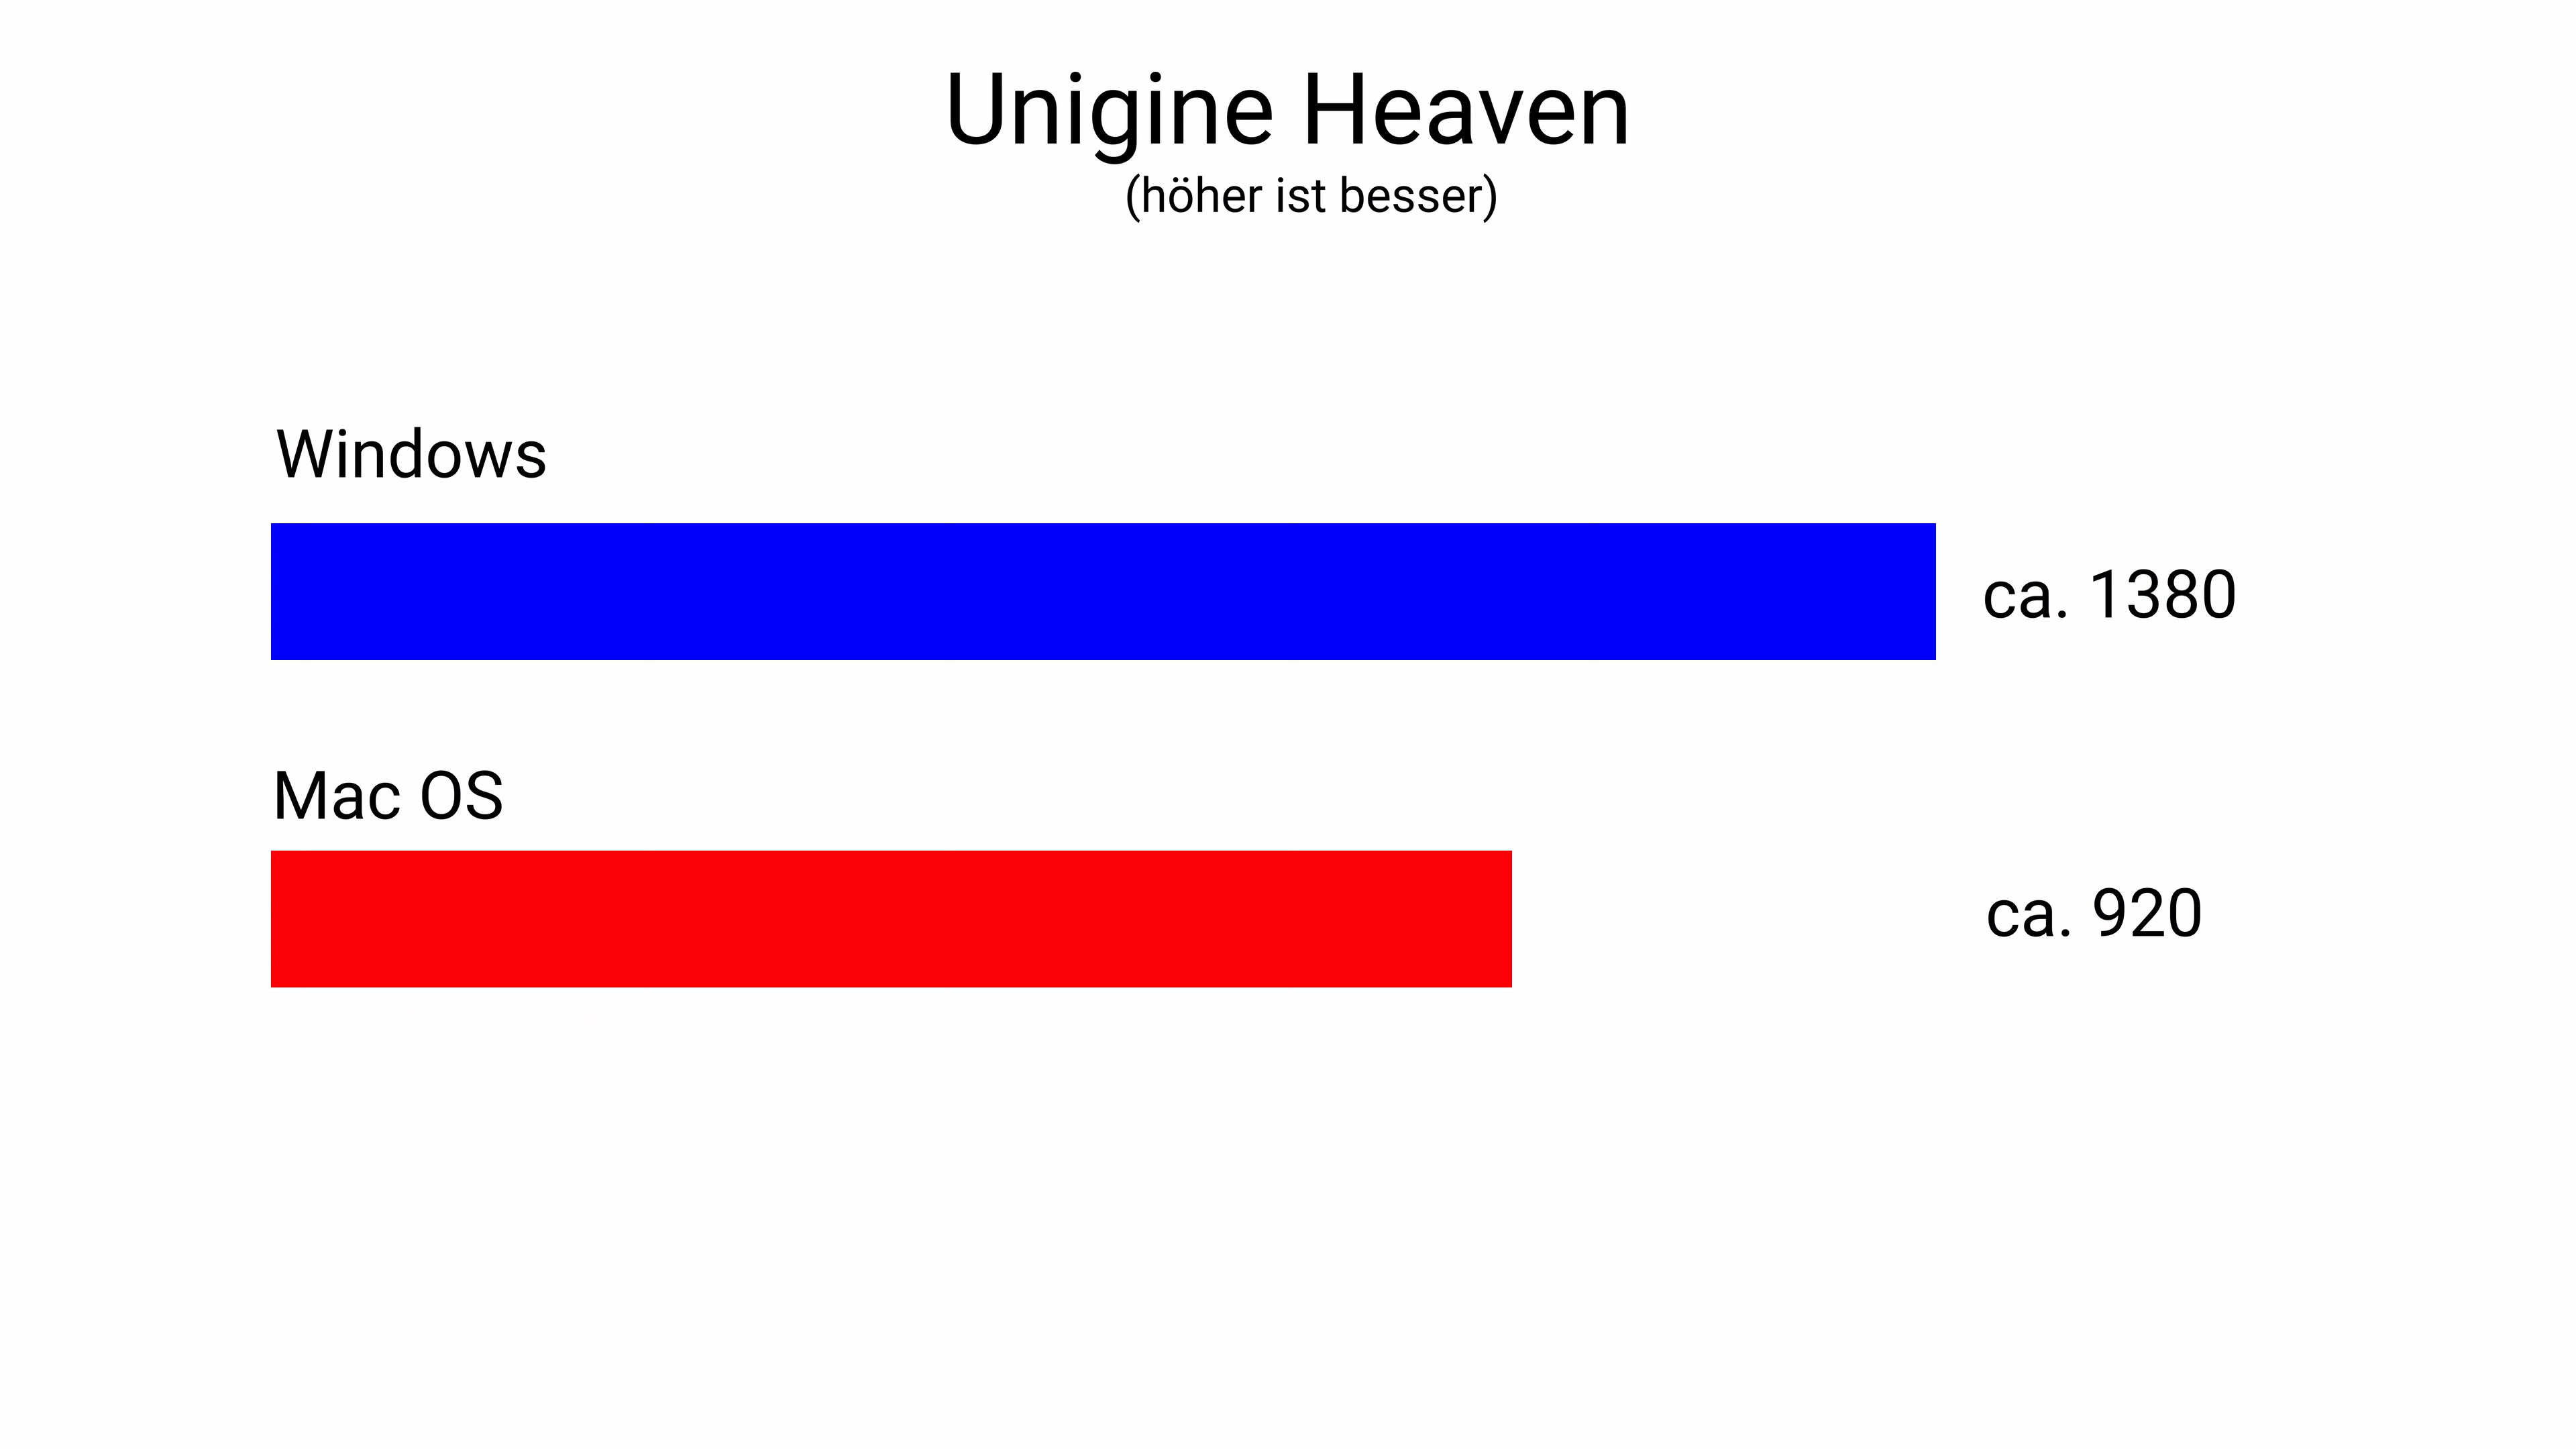 Unigine Heaven
(höher ist besser)
Windows
ca. 1380
Mac OS
ca. 920